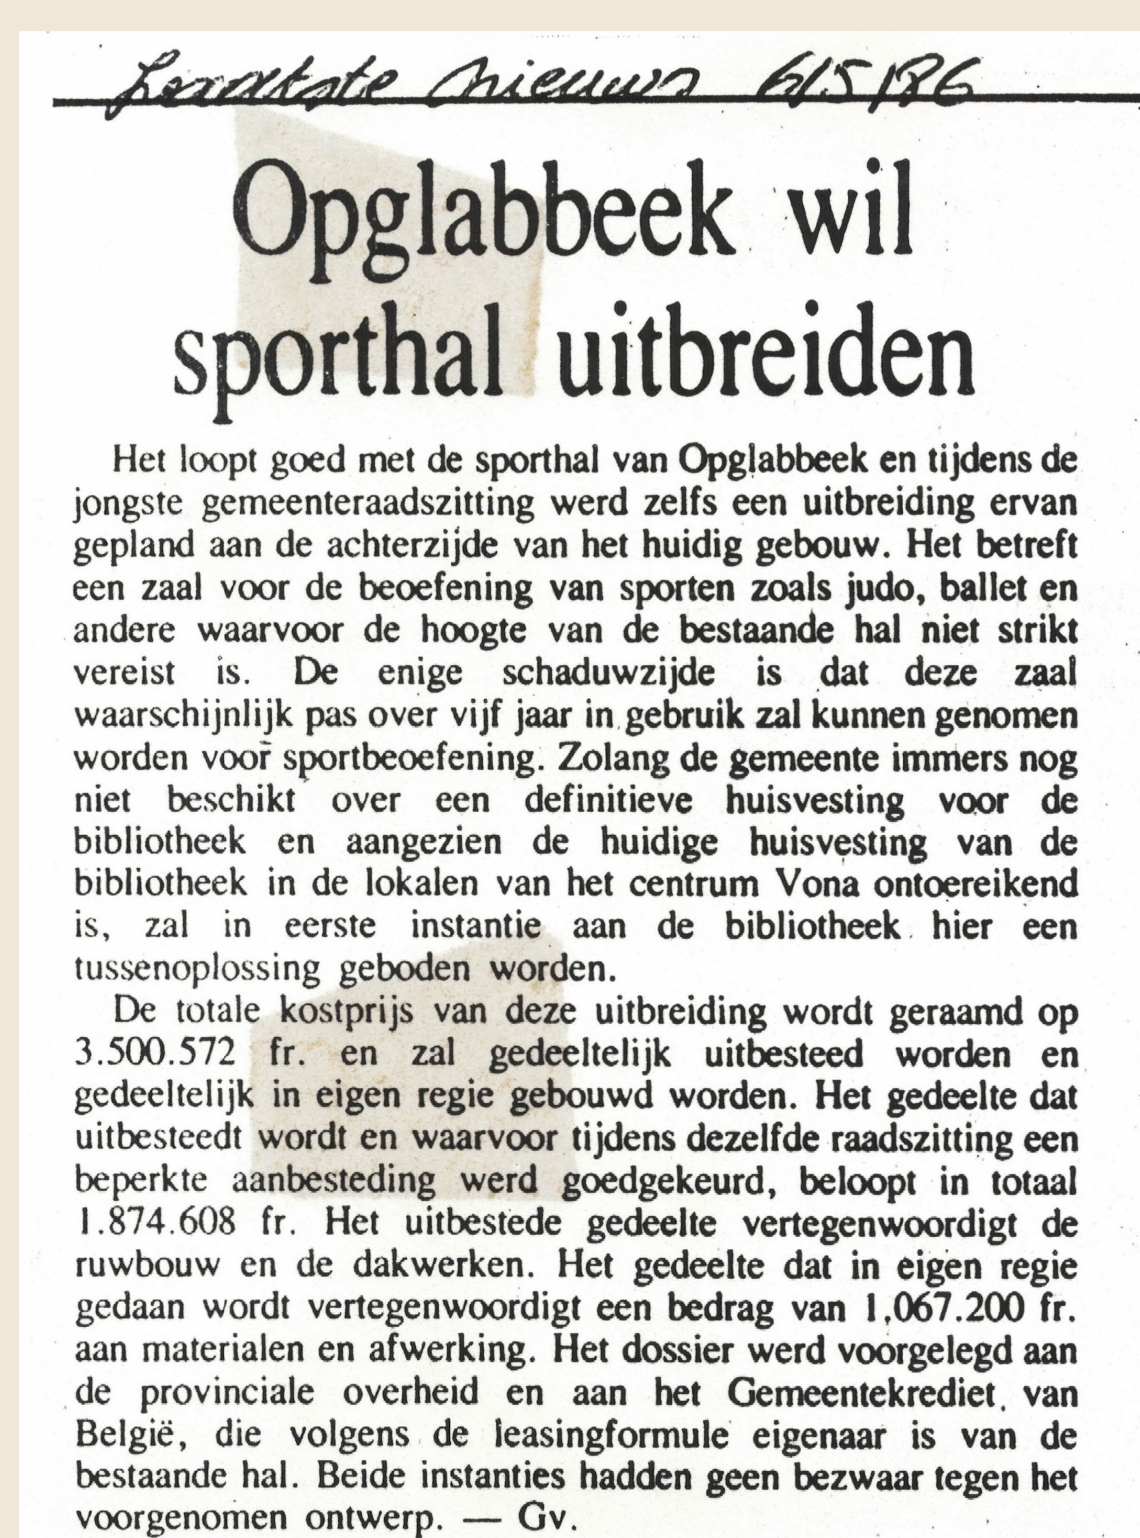 Laatste nieuws 6/5/86
Opglabbeek wil
sporthal uitbreiden
Het loopt goed met de sporthal van Opglabbeek en tijdens de
jongste gemeenteraadszitting werd zelfs een uitbreiding ervan
gepland aan de achterzijde van het huidig gebouw. Het betreft
een zaal voor de beoefening van sporten zoals judo, ballet en
andere waarvoor de hoogte van de bestaande hal niet strikt
vereist is. De enige schaduwzijde is dat deze zaal
waarschijnlijk pas over vijf jaar in gebruik zal kunnen genomen
worden voor sportbeoefening. Zolang de gemeente immers nog
niet beschikt over een definitieve huisvesting voor de
bibliotheek en aangezien de huidige huisvesting van de
bibliotheek in de lokalen van het centrum Vona ontoereikend
is, zal in eerste instantie aan de bibliotheek hier een
tussenoplossing geboden worden.
De totale kostprijs van deze uitbreiding wordt geraamd op
3.500.572 fr. en zal gedeeltelijk uitbesteed worden en
gedeeltelijk in eigen regie gebouwd worden. Het gedeelte dat
uitbesteedt wordt en waarvoor tijdens dezelfde raadszitting een
beperkte aanbesteding werd goedgekeurd, beloopt in totaal
1.874.608 fr. Het uitbestede gedeelte vertegenwoordigt de
ruwbouw en de dakwerken. Het gedeelte dat in eigen regie
gedaan wordt vertegenwoordigt een bedrag van 1.067.200 fr.
aan materialen en afwerking. Het dossier werd voorgelegd aan
de provinciale overheid en aan het Gemeentekrediet van
België, die volgens de leasingformule eigenaar is van de
bestaande hal. Beide instanties hadden geen bezwaar tegen het
voorgenomen ontwerp. — Gv.